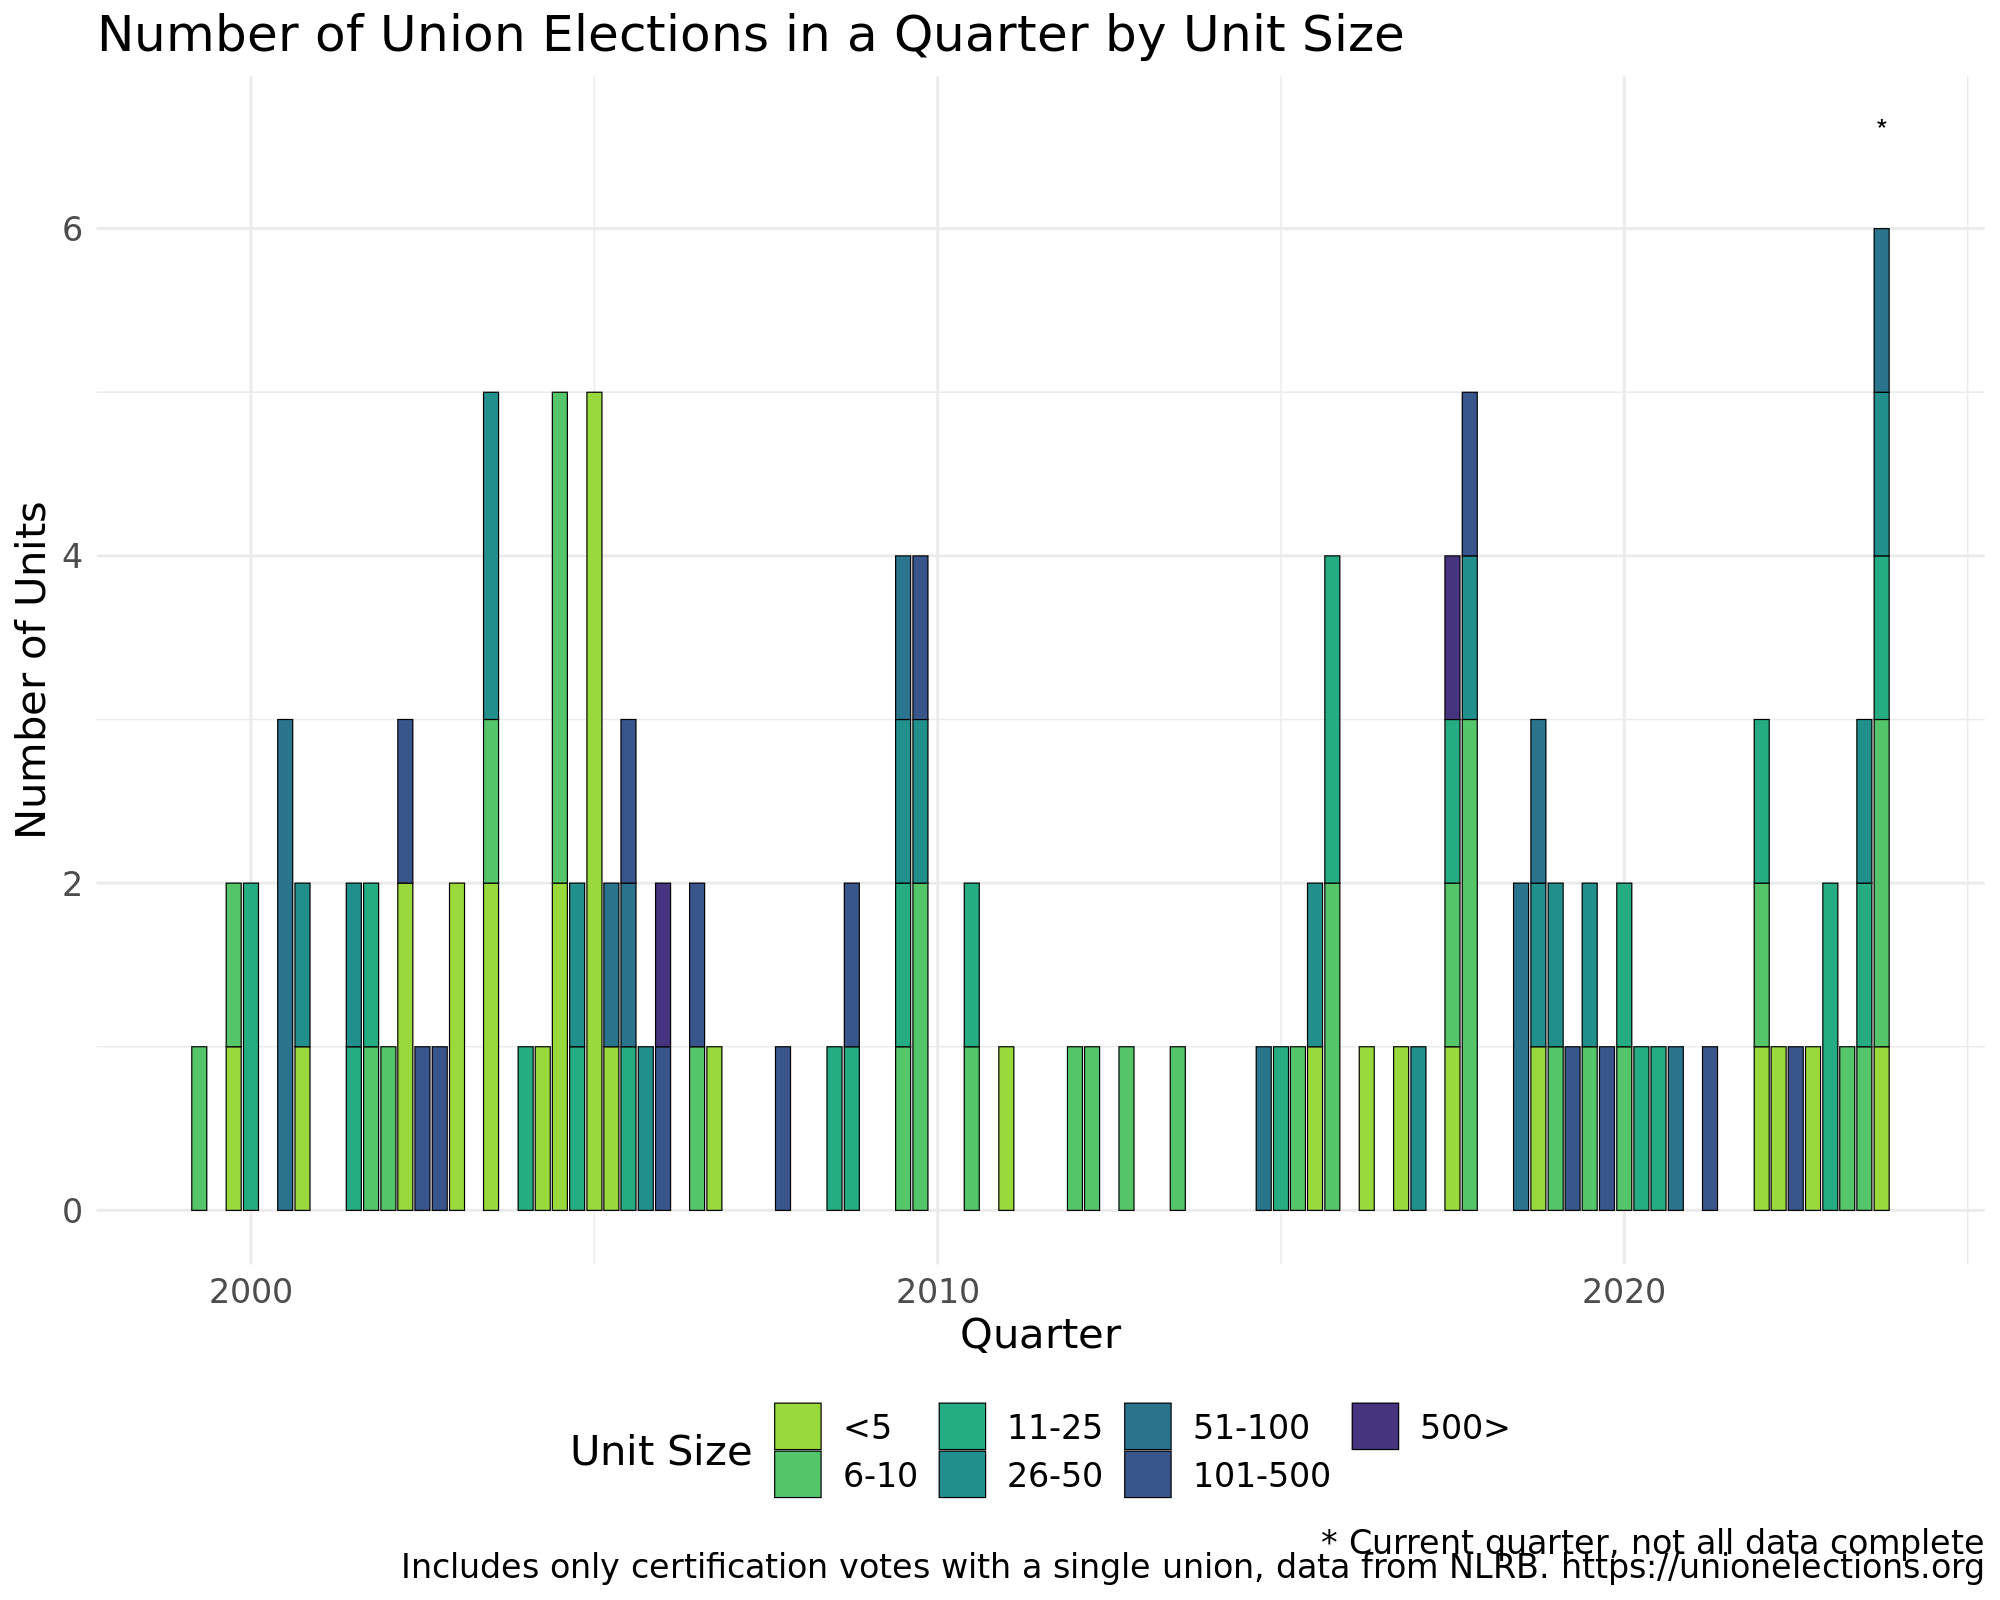 Number of Union Elections in a Quarter by Unit Size
*
6
4
2
0
Number of Units
2000 2010 2020
Quarter
Unit Size
<5 11-25 51-100 500>
6-10 26-50 101-500
* Current quarter, not all data complete
Includes only certification votes with a single union, data from NLRB. https://unionelections.org